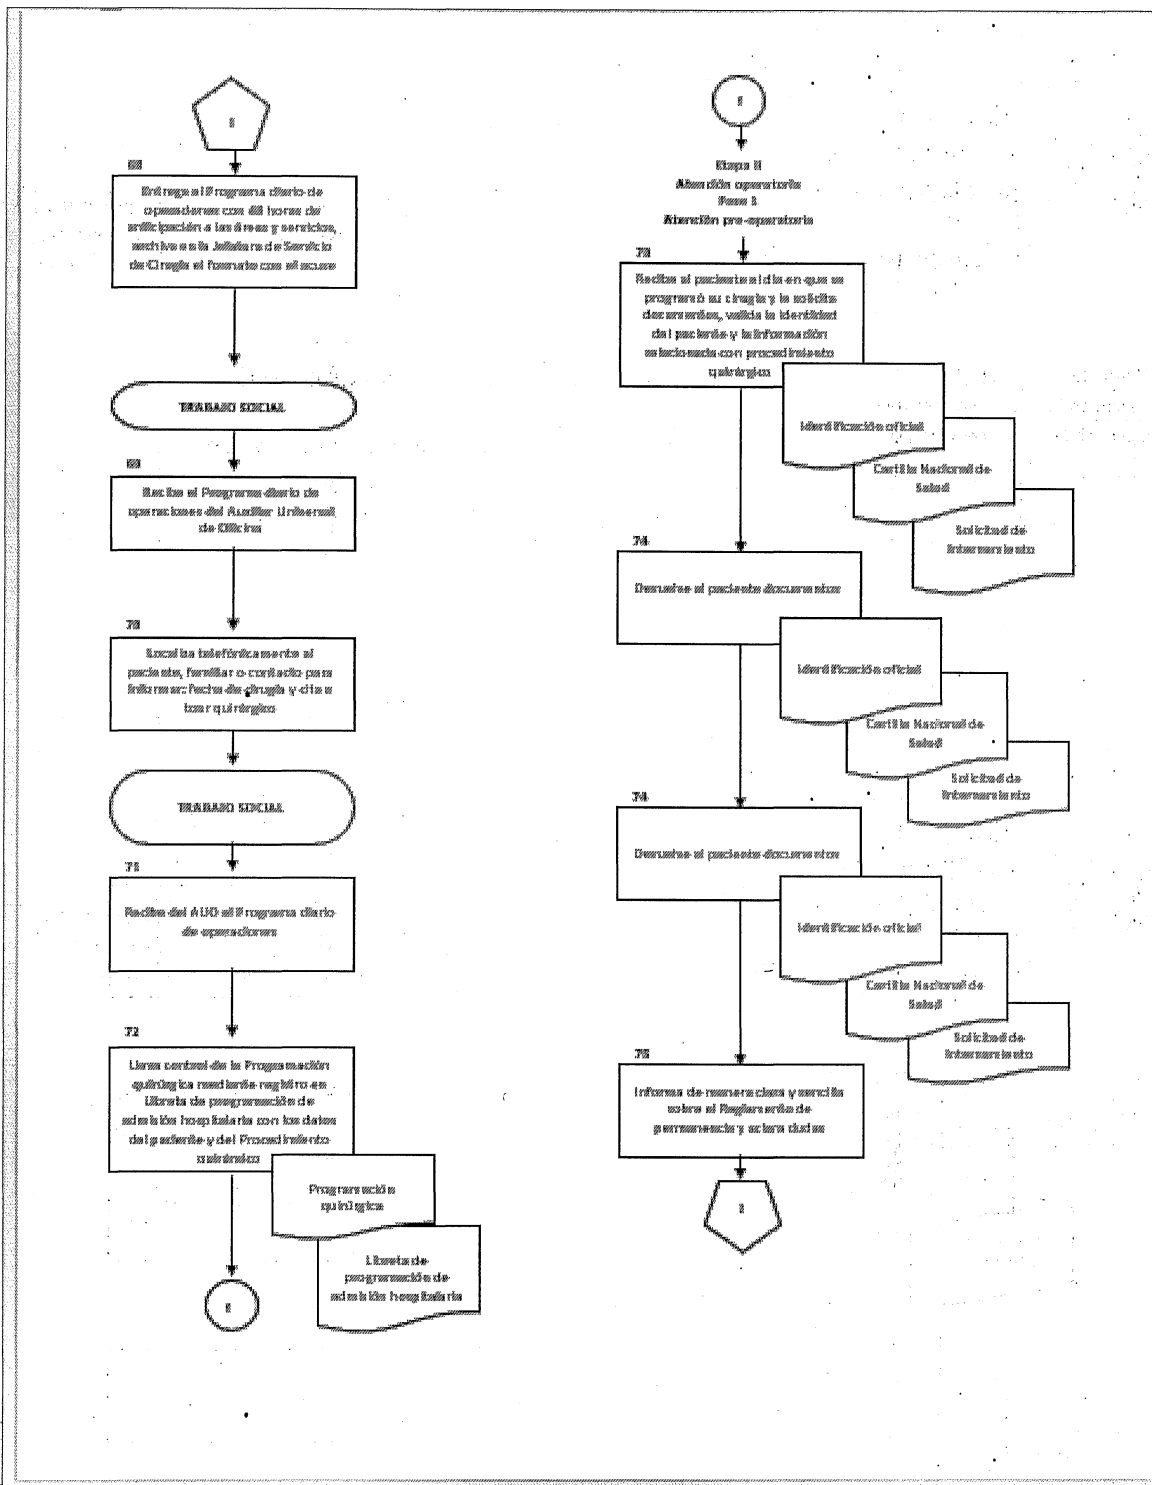 68
Entrega el Programa diario de
operaciones con 48 horas de
anticipación a las áreas y servicios,
archiva en la Jefatura de Servicio
de Cirugía el formato con el acuse
TRABAJO SOCIAL
69
Recibe el Programa diario de
operaciones del Auxiliar Universal
de Oficina
70
Localiza telefónicamente al
paciente, familiar o contacto para
informar: fecha de cirugía y cita a
tour quirúrgico
TRABAJO SOCIAL
71
Recibe del AUO el Programa diario
de operaciones
72
Lleva control de la Programación
quirúrgica mediante registro en
Libreta de programación de
admisión hospitalaria con los datos
del paciente y del Procedimiento
quirúrgico
Programación
quirúrgica
Libreta de
programación de
admisión hospitalaria
Etapa II
Atención operatoria
Fase 1
Atención pre-operatoria
73
Recibe al paciente el día en que se
programó su cirugía y le solicita
documentos, valida la identidad
del paciente y la información
relacionada con procedimiento
quirúrgico
Identificación oficial
Cartilla Nacional de
Salud
Solicitud de
Internamiento
74
Devuelve al paciente documentos
Identificación oficial
Cartilla Nacional de
Salud
Solicitud de
Internamiento
74
Devuelve al paciente documentos
Identificación oficial
Cartilla Nacional de
Salud
Solicitud de
Internamiento
75
Informa de manera clara y sencilla
sobre el Reglamento de
permanencia y aclara dudas